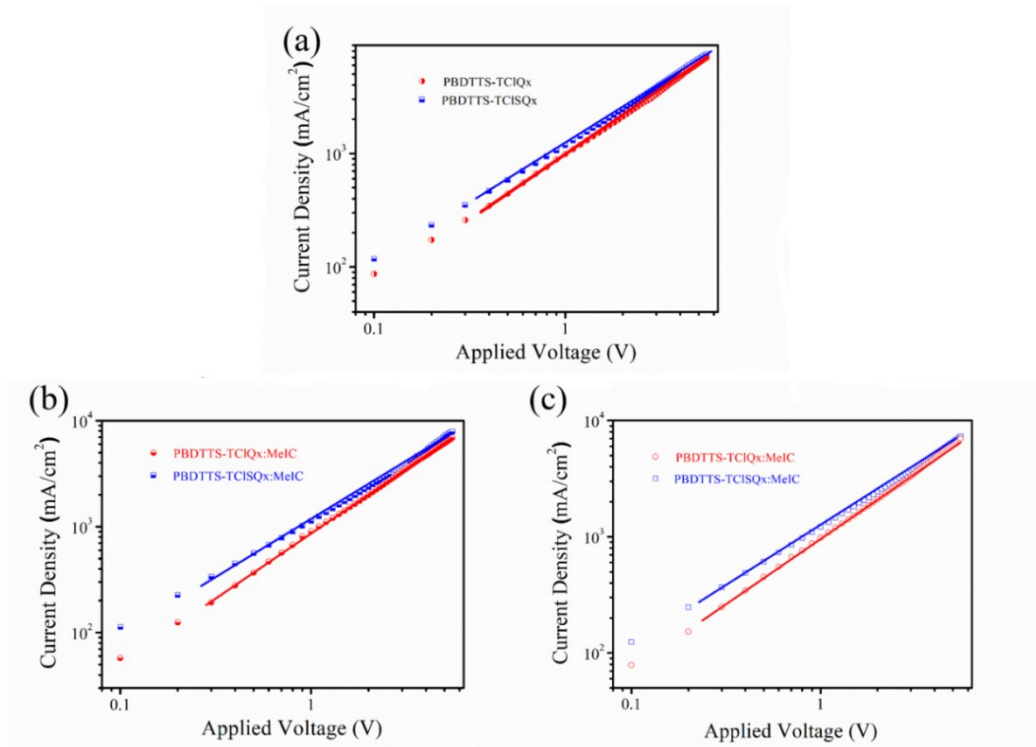 (a)
PBDTTS-TClQx
PBDTTS-TClSQx
Current Density (mA/cm²)
10³
10²
0.1
1
Applied Voltage (V)
(b)
10⁴
PBDTTS-TClQx:MeIC
PBDTTS-TClSQx:MeIC
Current Density (mA/cm²)
10³
10²
0.1
1
Applied Voltage (V)
(c)
10⁴
PBDTTS-TClQx:MeIC
PBDTTS-TClSQx:MeIC
Current Density (mA/cm²)
10³
10²
0.1
1
Applied Voltage (V)